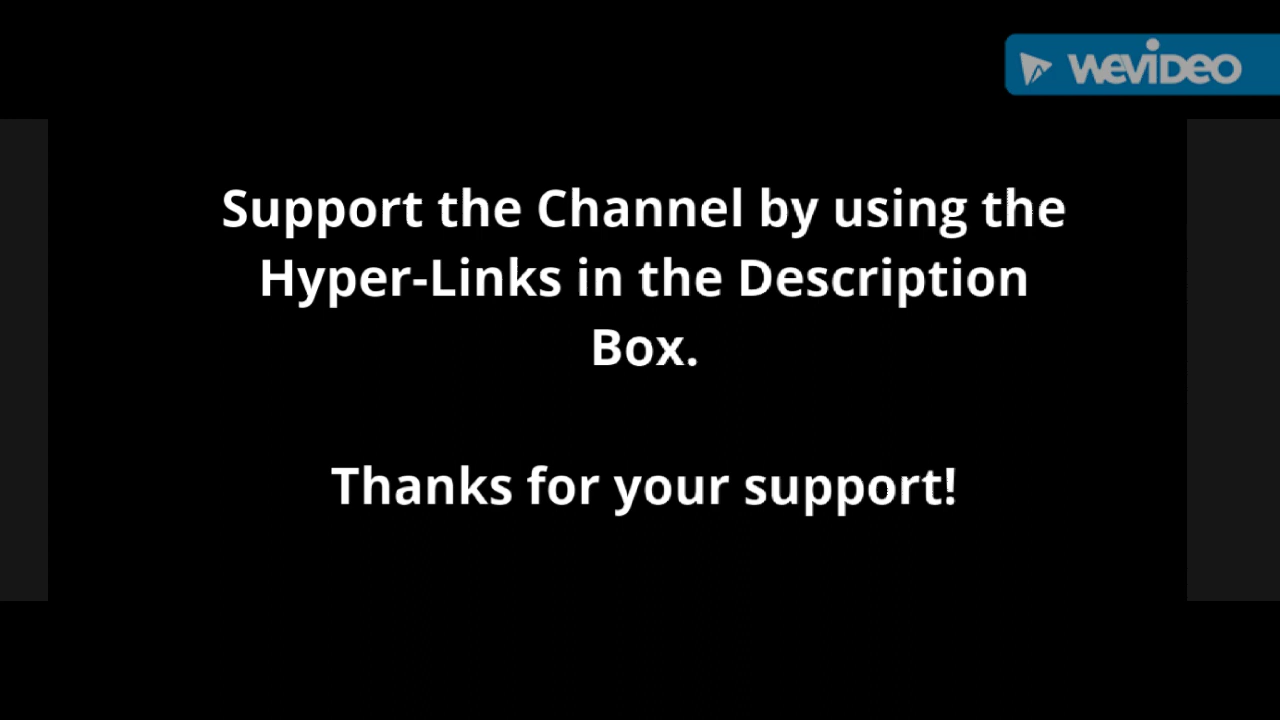 WEVIDEO
Support the Channel by using the
Hyper-Links in the Description
Box.
Thanks for your support!